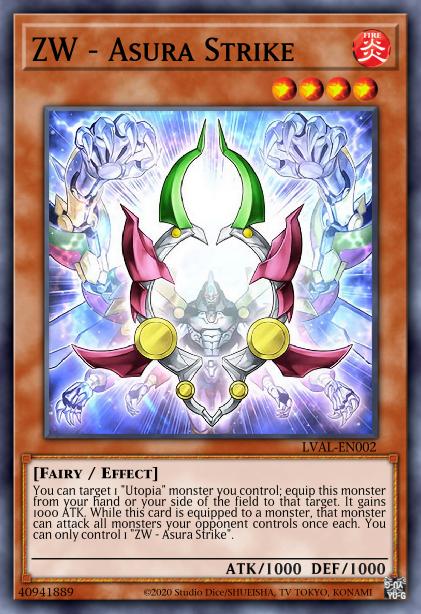 ZW - Asura Strike
FIRE
炎
LVAL-EN002
[Fairy / Effect]
You can target 1 "Utopia" monster you control; equip this monster
from your hand or your side of the field to that target. It gains
1000 ATK. While this card is equipped to a monster, that monster
can attack all monsters your opponent controls once each. You
can only control 1 "ZW - Asura Strike".
ATK/1000 DEF/1000
40941889 ©2020 Studio Dice/SHUEISHA, TV TOKYO, KONAMI